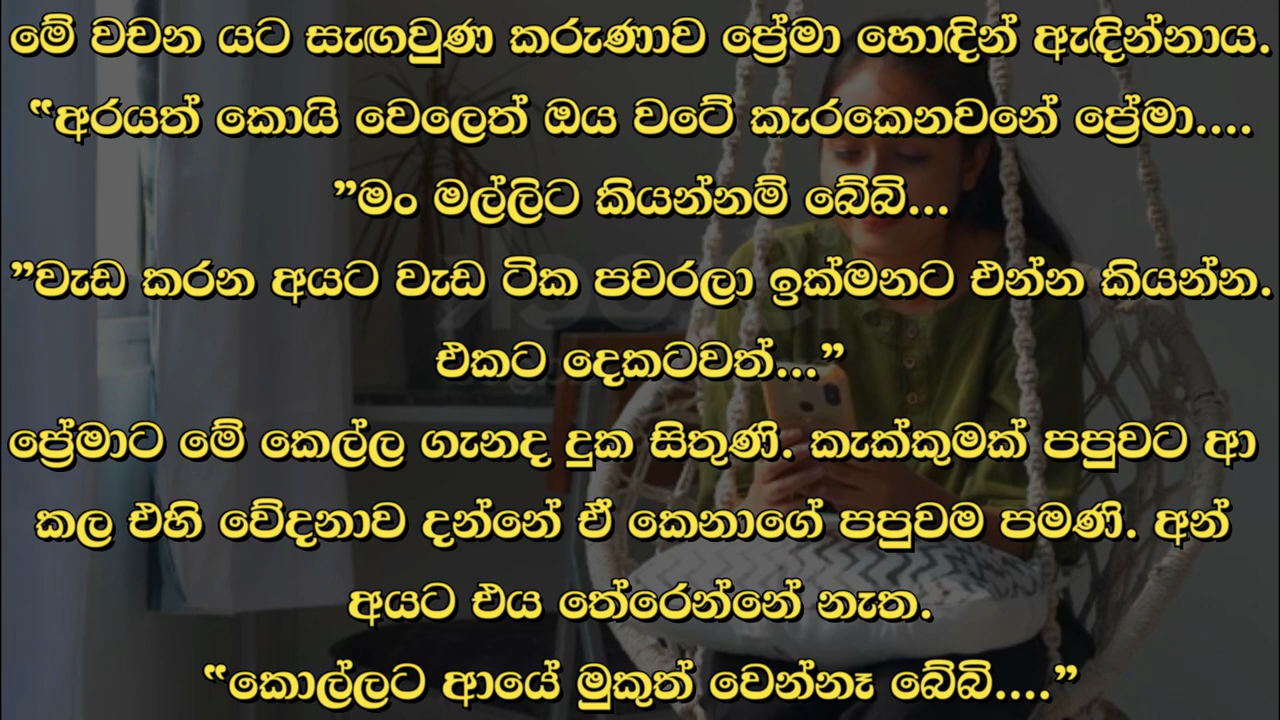 මේ වචන යට සැඟවුණ කරුණාව ප්‍රේමා හොඳින් ඇඳින්නාය.
“අරයත් කොයි වෙලෙත් ඔය වටේ කැරකෙනවනේ ප්‍රේමා....
”මං මල්ලිට කියන්නම් බේබි...
”වැඩ කරන අයට වැඩ ටික පවරලා ඉක්මනට එන්න කියන්න.
එකට දෙකටවත්...”
ප්‍රේමාට මේ කෙල්ල ගැනද දුක සිතුණි. කැක්කුමක් පපුවට ආ
කල එහි වේදනාව දන්නේ ඒ කෙනාගේ පපුවම පමණි. අන්
අයට එය තේරෙන්නේ නැත.
“කොල්ලට ආයේ මුකුත් වෙන්නෑ බේබි....”